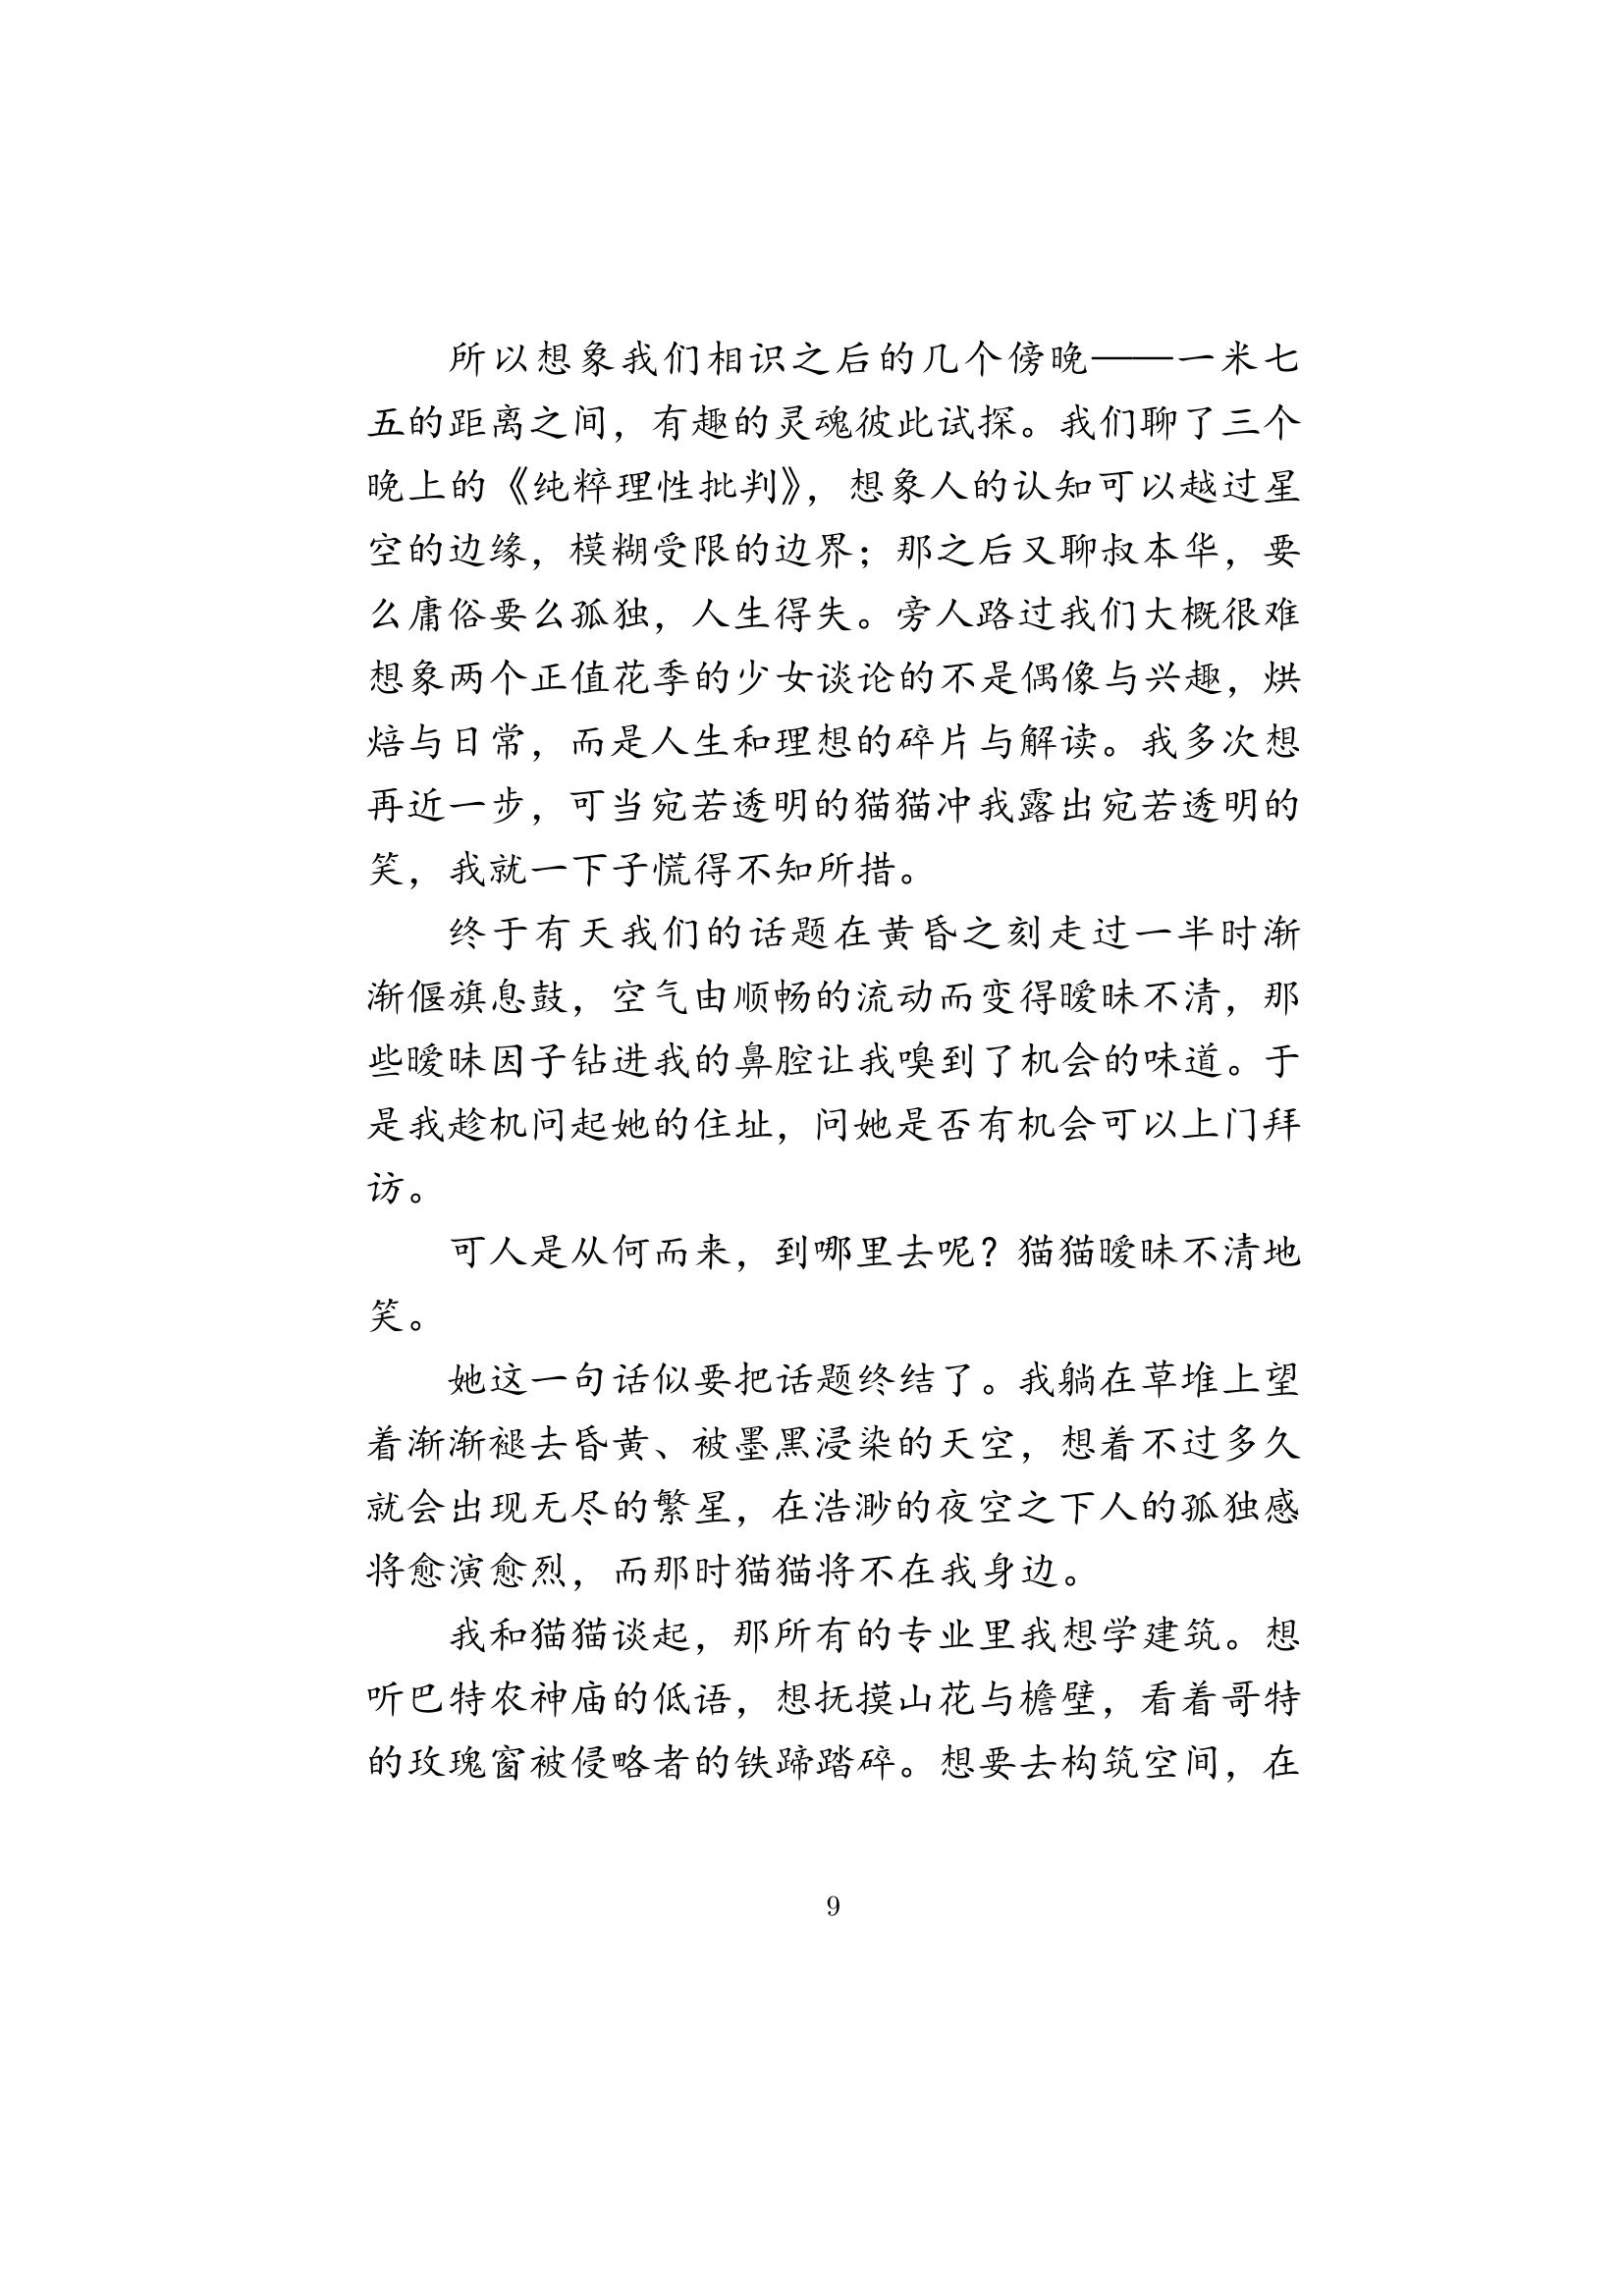 所以想象我们相识之后的几个傍晚——一米七
五的距离之间，有趣的灵魂彼此试探。我们聊了三个
晚上的《纯粹理性批判》，想象人的认知可以越过星
空的边缘，模糊受限的边界；那之后又聊叔本华，要
么庸俗要么孤独，人生得失。旁人路过我们大概很难
想象两个正值花季的少女谈论的不是偶像与兴趣，烘
焙与日常，而是人生和理想的碎片与解读。我多次想
再近一步，可当宛若透明的猫猫冲我露出宛若透明的
笑，我就一下子慌得不知所措。
终于有天我们的话题在黄昏之刻走过一半时渐
渐偃旗息鼓，空气由顺畅的流动而变得暧昧不清，那
些暧昧因子钻进我的鼻腔让我嗅到了机会的味道。于
是我趁机问起她的住址，问她是否有机会可以上门拜
访。
可人是从何而来，到哪里去呢？猫猫暧昧不清地
笑。
她这一句话似要把话题终结了。我躺在草堆上望
着渐渐褪去昏黄、被墨黑浸染的天空，想着不过多久
就会出现无尽的繁星，在浩渺的夜空之下人的孤独感
将愈演愈烈，而那时猫猫将不在我身边。
我和猫猫谈起，那所有的专业里我想学建筑。想
听巴特农神庙的低语，想抚摸山花与檐壁，看着哥特
的玫瑰窗被侵略者的铁蹄踏碎。想要去构筑空间，在
9